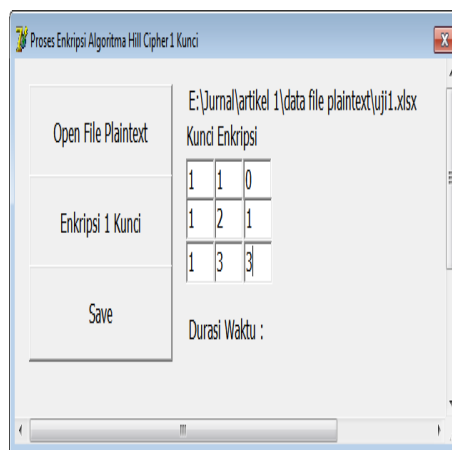 Proses Enkripsi Algoritma Hill Cipher 1 Kunci
Open File Plaintext
E:\Jurnal\artikel 1\data file plaintext\uji1.xlsx
Kunci Enkripsi
1 1 0
Enkripsi 1 Kunci
1 2 1
1 3 3
Save
Durasi Waktu :